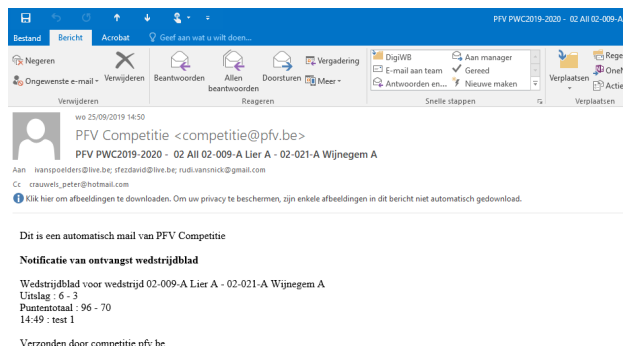 PFV PWC2019-2020 - 02 All 02-009-A
Bestand Bericht Acrobat Geef aan wat u wilt doen...
Negeren
Ongewenste e-mail
Verwijderen
Beantwoorden
Allen beantwoorden
Doorsturen
Vergadering
Meer
DigiWB
E-mail aan team
Antwoorden en...
Aan manager
Gereed
Nieuwe maken
Verplaatsen
Rege
OneN
Actie
Verwijderen Reageren Snelle stappen Verplaatsen
wo 25/09/2019 14:50
PFV Competitie <competitie@pfv.be>
PFV PWC2019-2020 - 02 All 02-009-A Lier A - 02-021-A Wijnegem A
Aan ivanspoelders@live.be; sfezdavid@live.be; rudi.vansnick@gmail.com
Cc crauwels_peter@hotmail.com
Klik hier om afbeeldingen te downloaden. Om uw privacy te beschermen, zijn enkele afbeeldingen in dit bericht niet automatisch gedownload.
Dit is een automatisch mail van PFV Competitie
Notificatie van ontvangst wedstrijdblad
Wedstrijdblad voor wedstrijd 02-009-A Lier A - 02-021-A Wijnegem A
Uitslag : 6 - 3
Puntentotaal : 96 - 70
14:49 : test 1
Verzonden door competitie pfv be